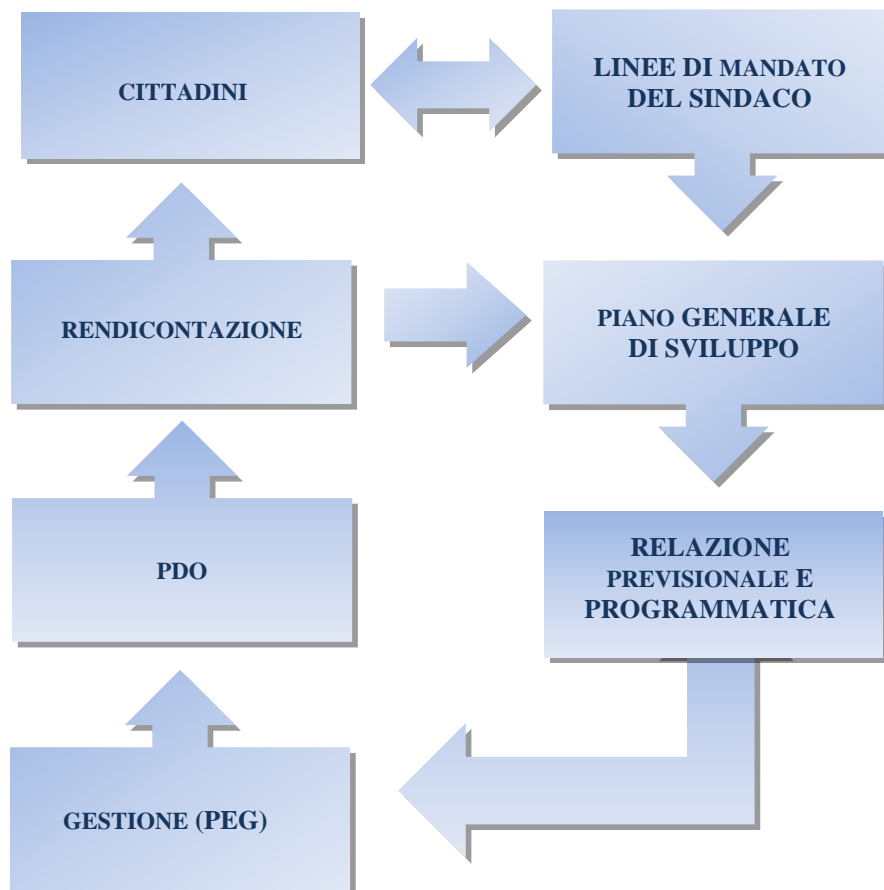 CITTADINI
LINEE DI MANDATO
DEL SINDACO
RENDICONTAZIONE
PIANO GENERALE
DI SVILUPPO
PDO
RELAZIONE
PREVISIONALE E
PROGRAMMATICA
GESTIONE (PEG)